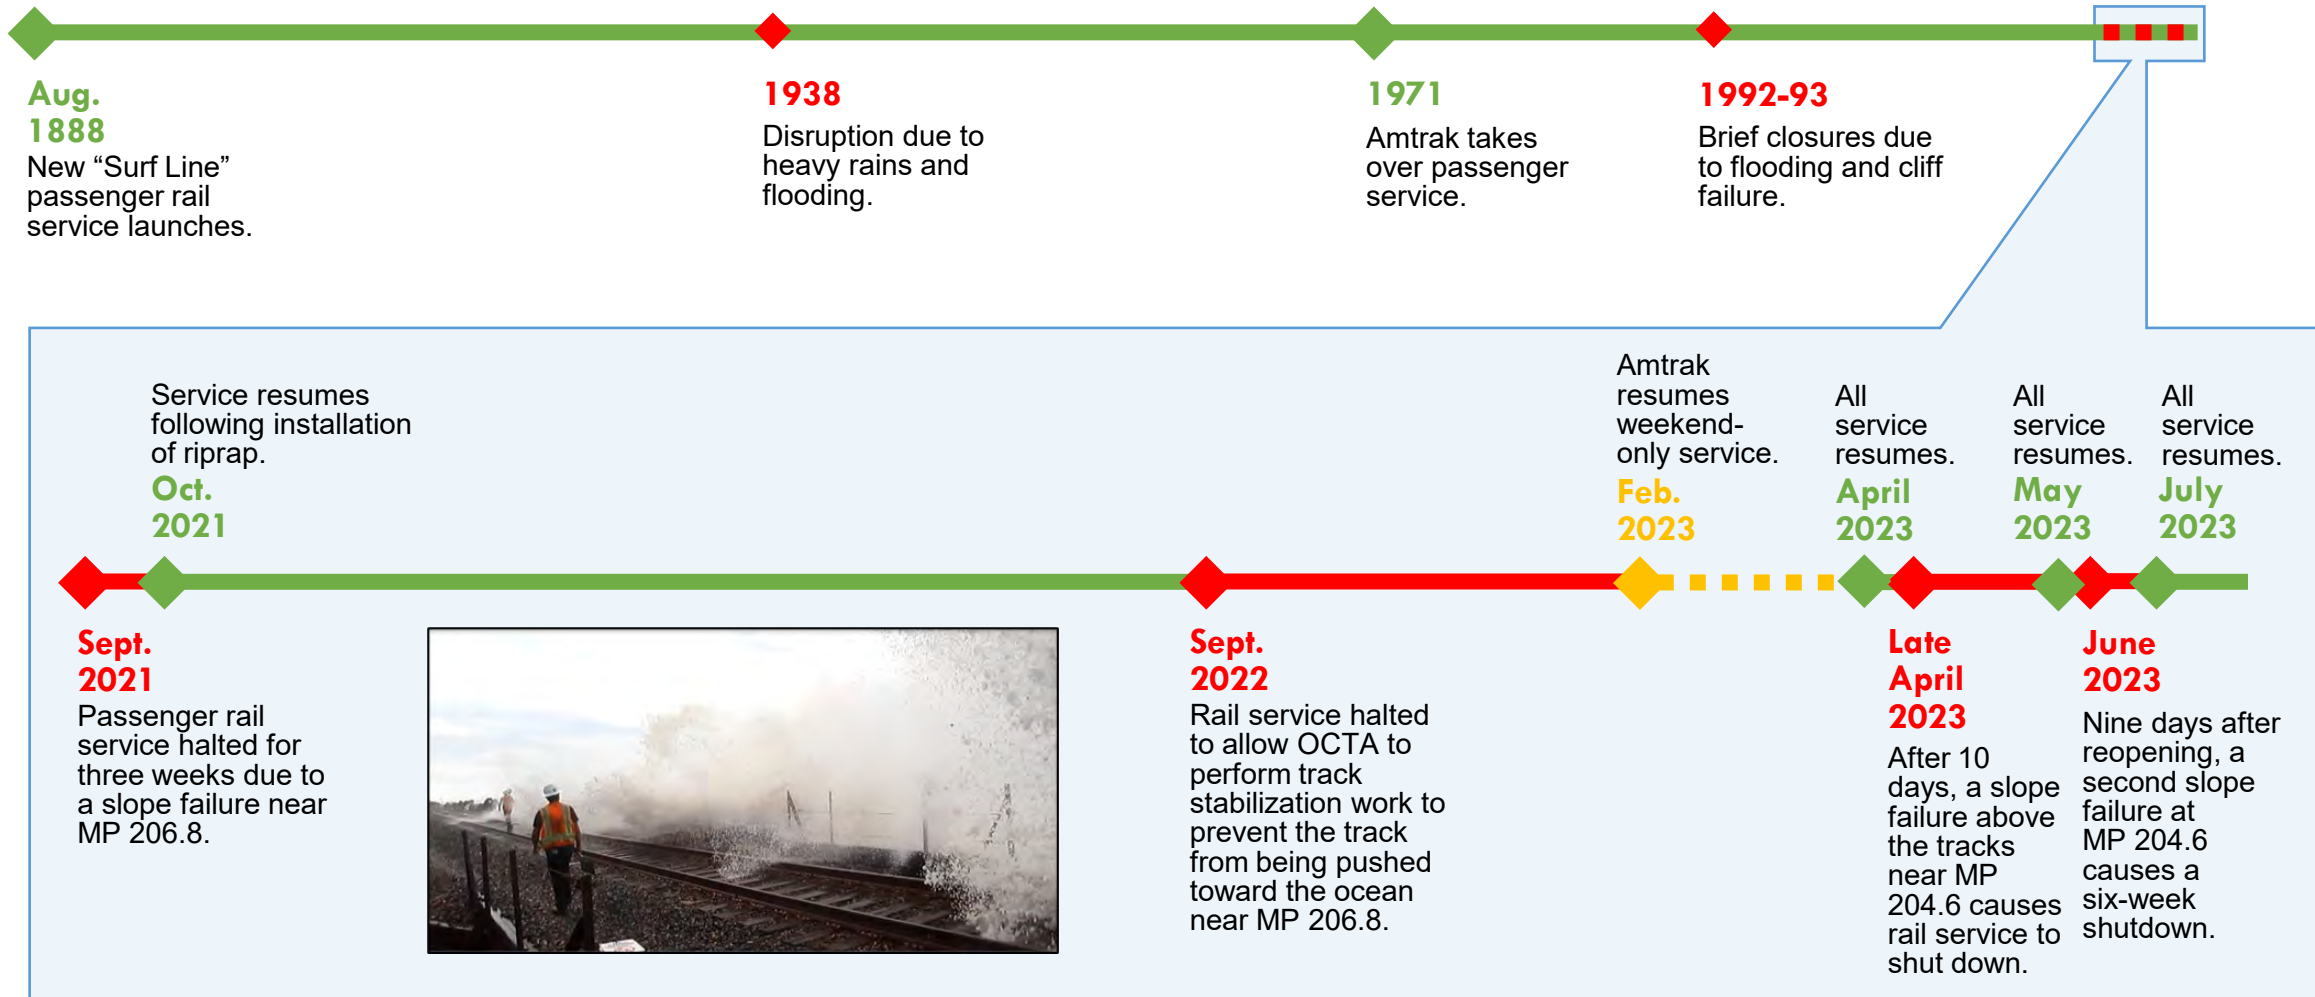 Aug.
1888
New “Surf Line”
passenger rail
service launches.
1938
Disruption due to
heavy rains and
flooding.
1971
Amtrak takes
over passenger
service.
1992-93
Brief closures due
to flooding and cliff
failure.
Service resumes
following installation
of riprap.
Oct.
2021
Amtrak
resumes
weekend-
only service.
Feb.
2023
All
service
resumes.
April
2023
All
service
resumes.
May
2023
All
service
resumes.
July
2023
Sept.
2021
Passenger rail
service halted for
three weeks due to
a slope failure near
MP 206.8.
Sept.
2022
Rail service halted
to allow OCTA to
perform track
stabilization work to
prevent the track
from being pushed
toward the ocean
near MP 206.8.
Late
April
2023
After 10
days, a slope
failure above
the tracks
near MP
204.6 causes
rail service to
shut down.
June
2023
Nine days after
reopening, a
second slope
failure at
MP 204.6
causes a
six-week
shutdown.